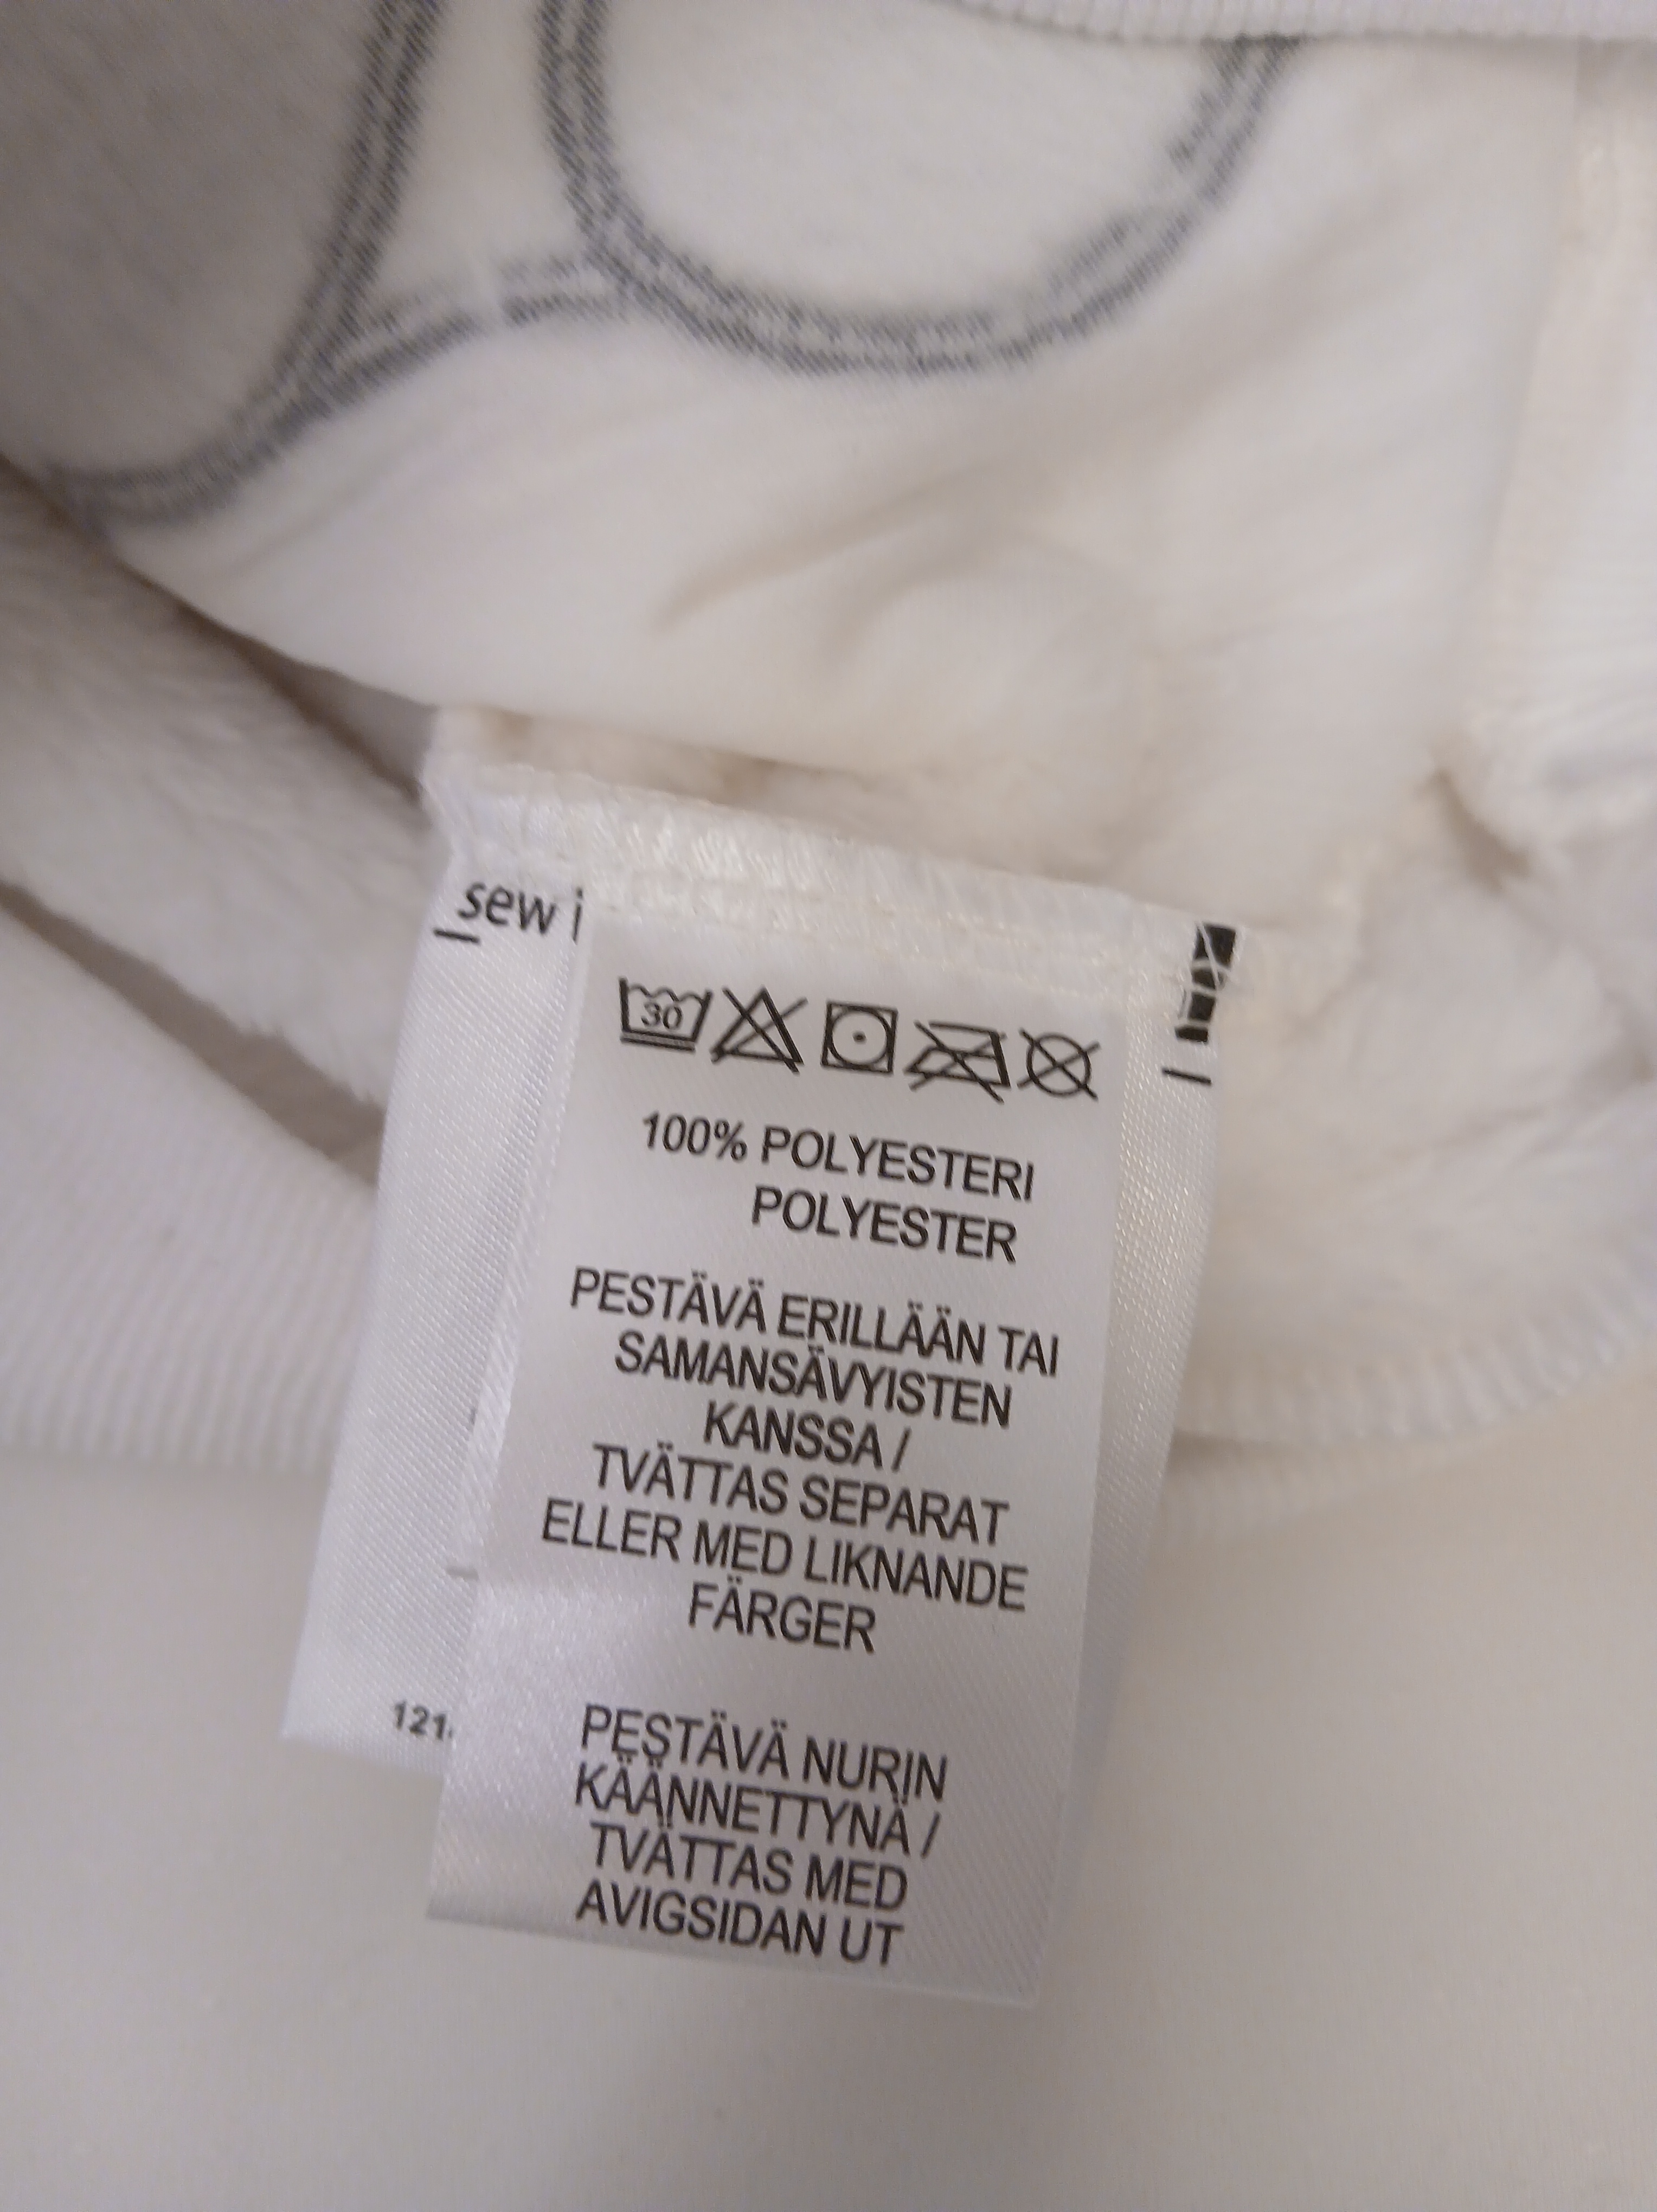 sew i
30
100% POLYESTERI
POLYESTER
PESTÄVÄ ERILLÄÄN TAI
SAMANSÄVYISTEN
KANSSA /
TVÄTTAS SEPARAT
ELLER MED LIKNANDE
FÄRGER
PESTÄVÄ NURIN
KÄÄNNETTYNÄ /
TVÄTTAS MED
AVIGSIDAN UT
121